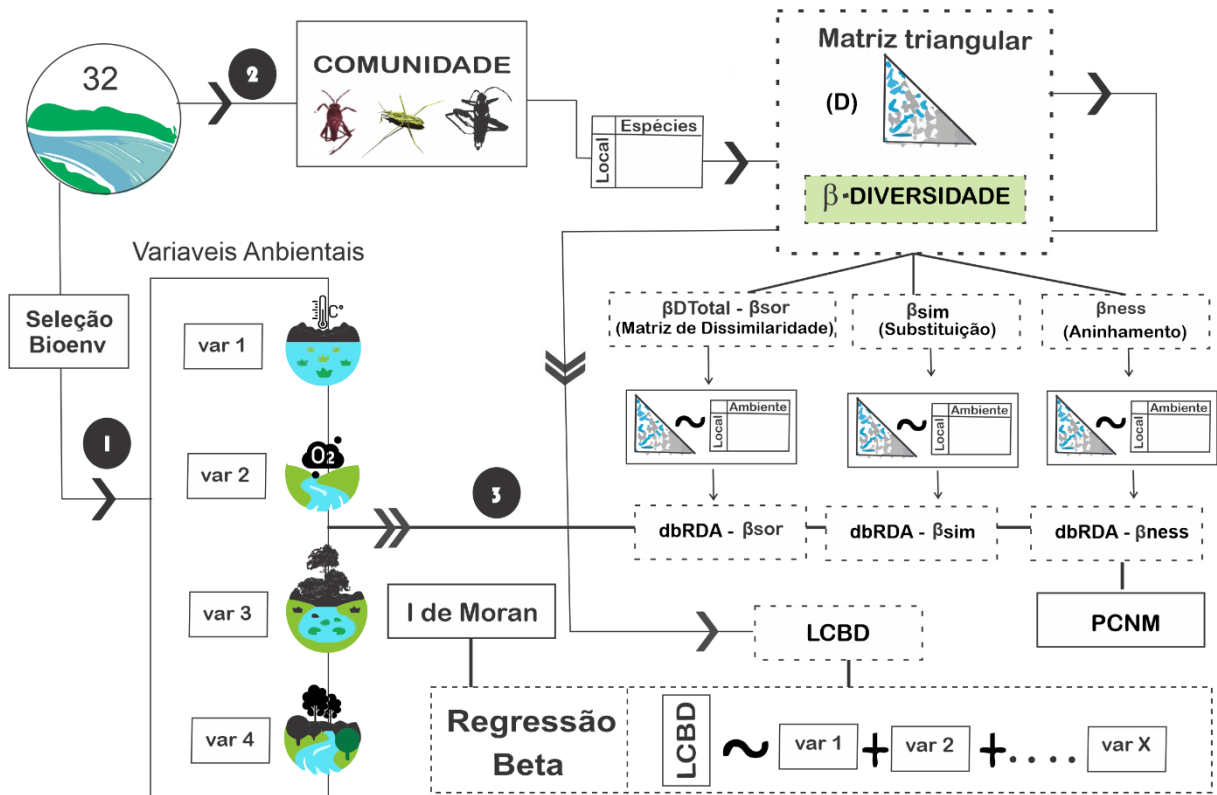 32
2
COMUNIDADE
Local
Espécies
Matriz triangular
(D)
β-DIVERSIDADE
Seleção
Bioenv
1
Variaveis Anbientais
C°
var 1
O2
var 2
var 3
var 4
3
βDTotal - βsor
(Matriz de Dissimilaridade)
βsim
(Substituição)
βness
(Aninhamento)
~
Local
Ambiente
~
Local
Ambiente
~
Local
Ambiente
dbRDA - βsor
dbRDA - βsim
dbRDA - βness
PCNM
I de Moran
LCBD
Regressão
Beta
LCBD
~ var 1 + var 2 + .... var X